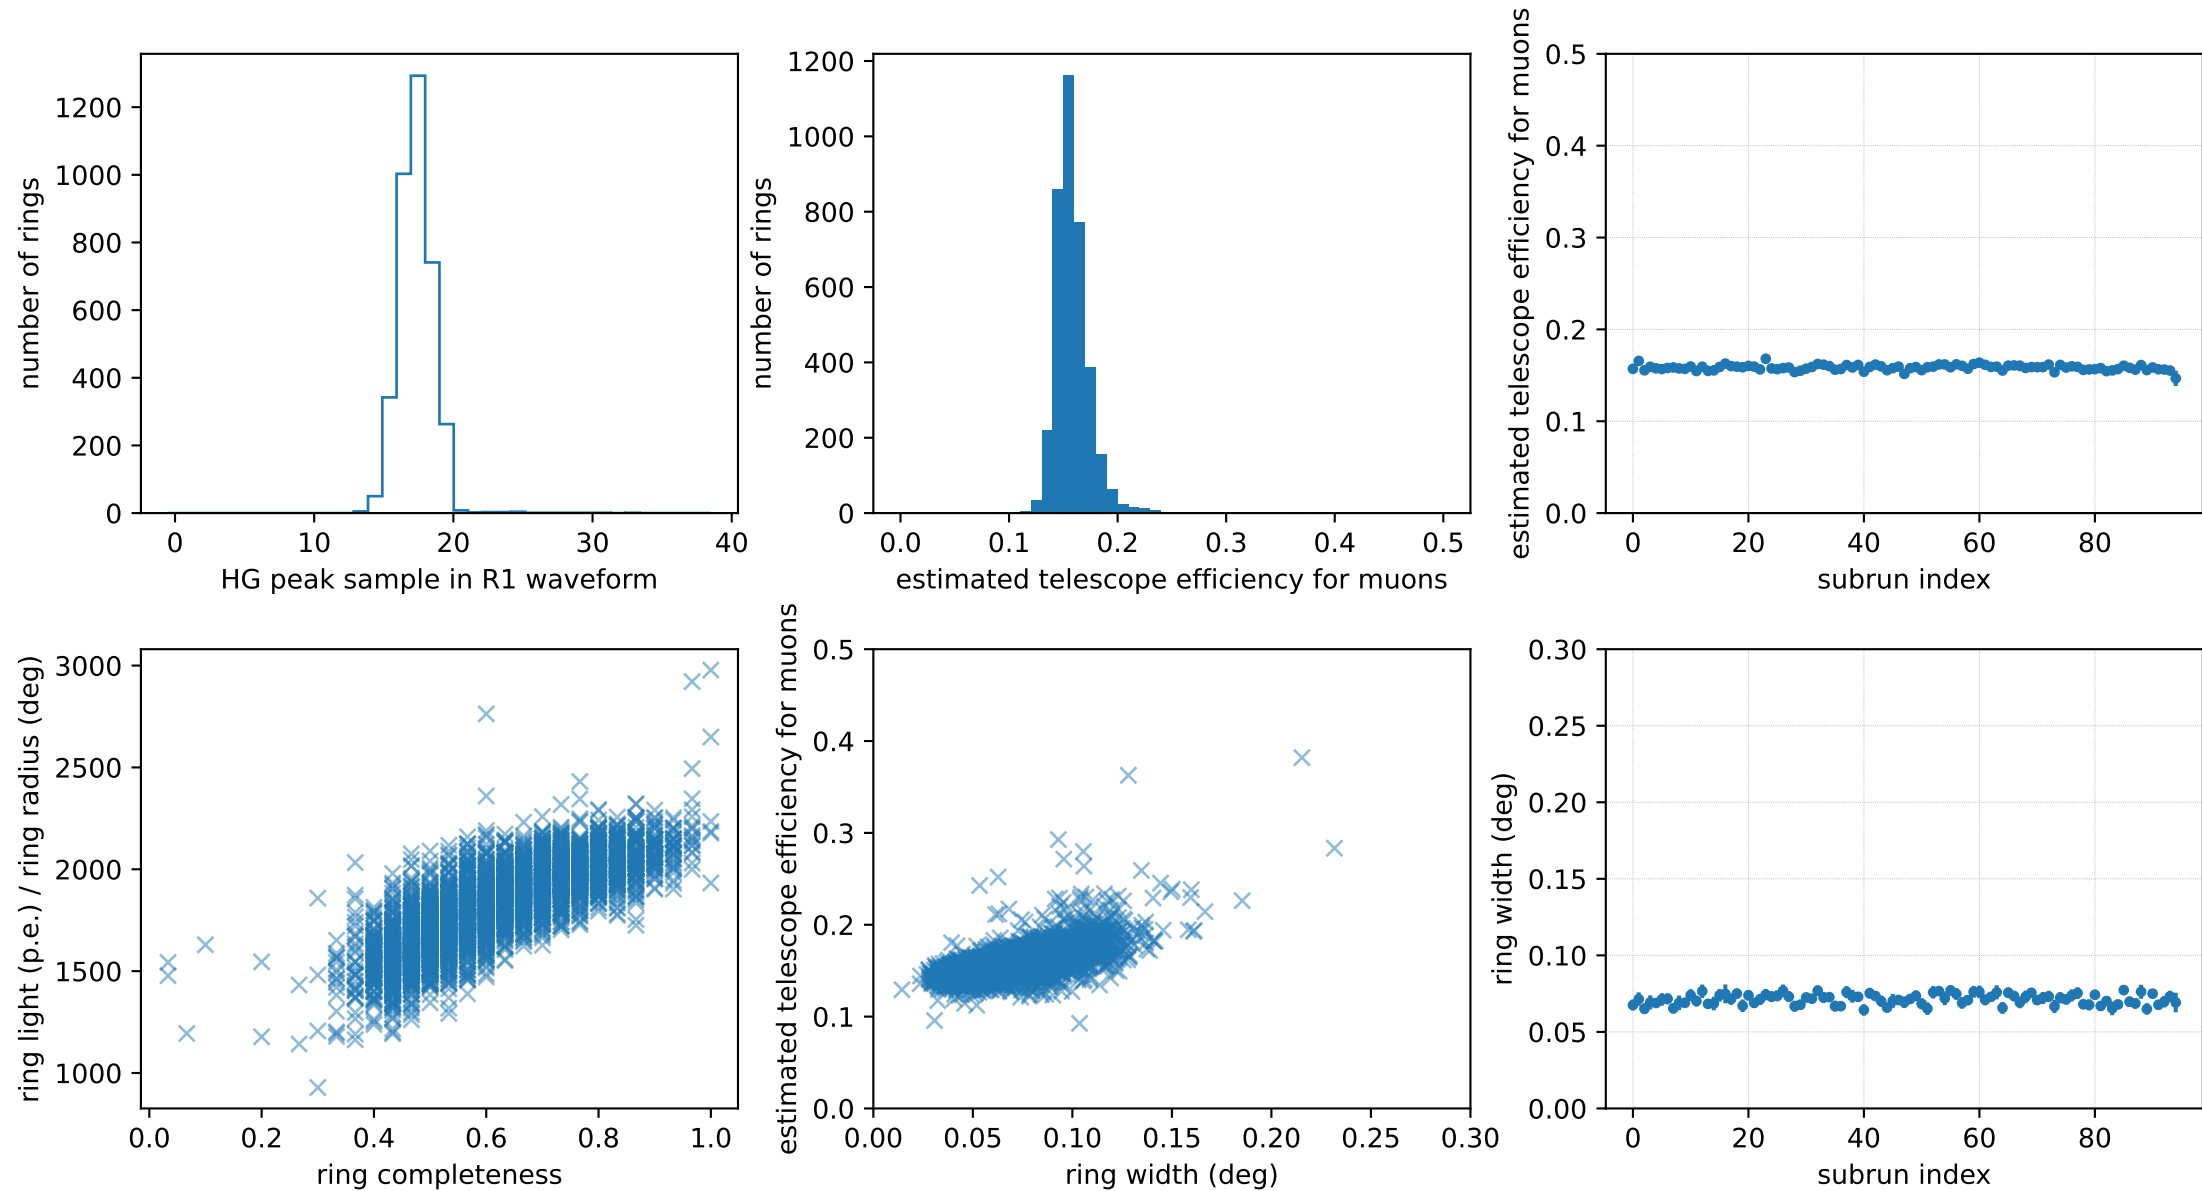 number of rings
1200
1000
800
600
400
200
0
0 10 20 30 40
HG peak sample in R1 waveform
number of rings
1200
1000
800
600
400
200
0
0.0 0.1 0.2 0.3 0.4 0.5
estimated telescope efficiency for muons
estimated telescope efficiency for muons
0.5
0.4
0.3
0.2
0.1
0.0
0 20 40 60 80
subrun index
ring light (p.e.) / ring radius (deg)
3000
2500
2000
1500
1000
0.0 0.2 0.4 0.6 0.8 1.0
ring completeness
estimated telescope efficiency for muons
0.5
0.4
0.3
0.2
0.1
0.0
0.00 0.05 0.10 0.15 0.20 0.25 0.30
ring width (deg)
ring width (deg)
0.30
0.25
0.20
0.15
0.10
0.05
0.00
0 20 40 60 80
subrun index